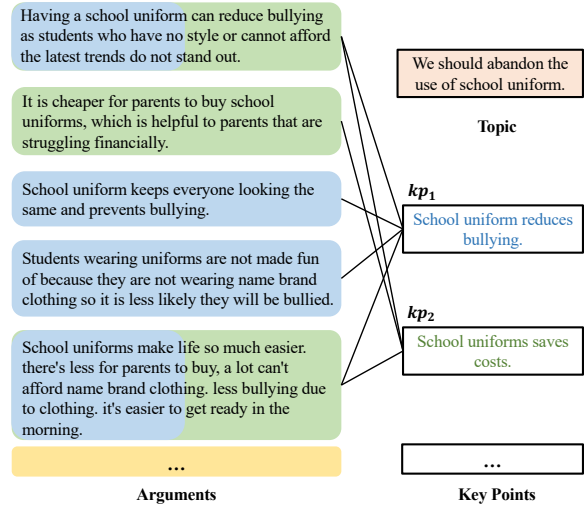 Having a school uniform can reduce bullying
as students who have no style or cannot afford
the latest trends do not stand out.
It is cheaper for parents to buy school
uniforms, which is helpful to parents that are
struggling financially.
School uniform keeps everyone looking the
same and prevents bullying.
Students wearing uniforms are not made
fun of because they are not wearing name brand
clothing so it is less likely they will be bullied.
School uniforms make life so much easier.
there's less for parents to buy, a lot can't
afford name brand clothing. less bullying due
to clothing. it's easier to get ready in the
morning.
...
Arguments
We should abandon the
use of school uniform.
Topic
kp1
School uniform reduces
bullying.
kp2
School uniforms saves
costs.
...
Key Points